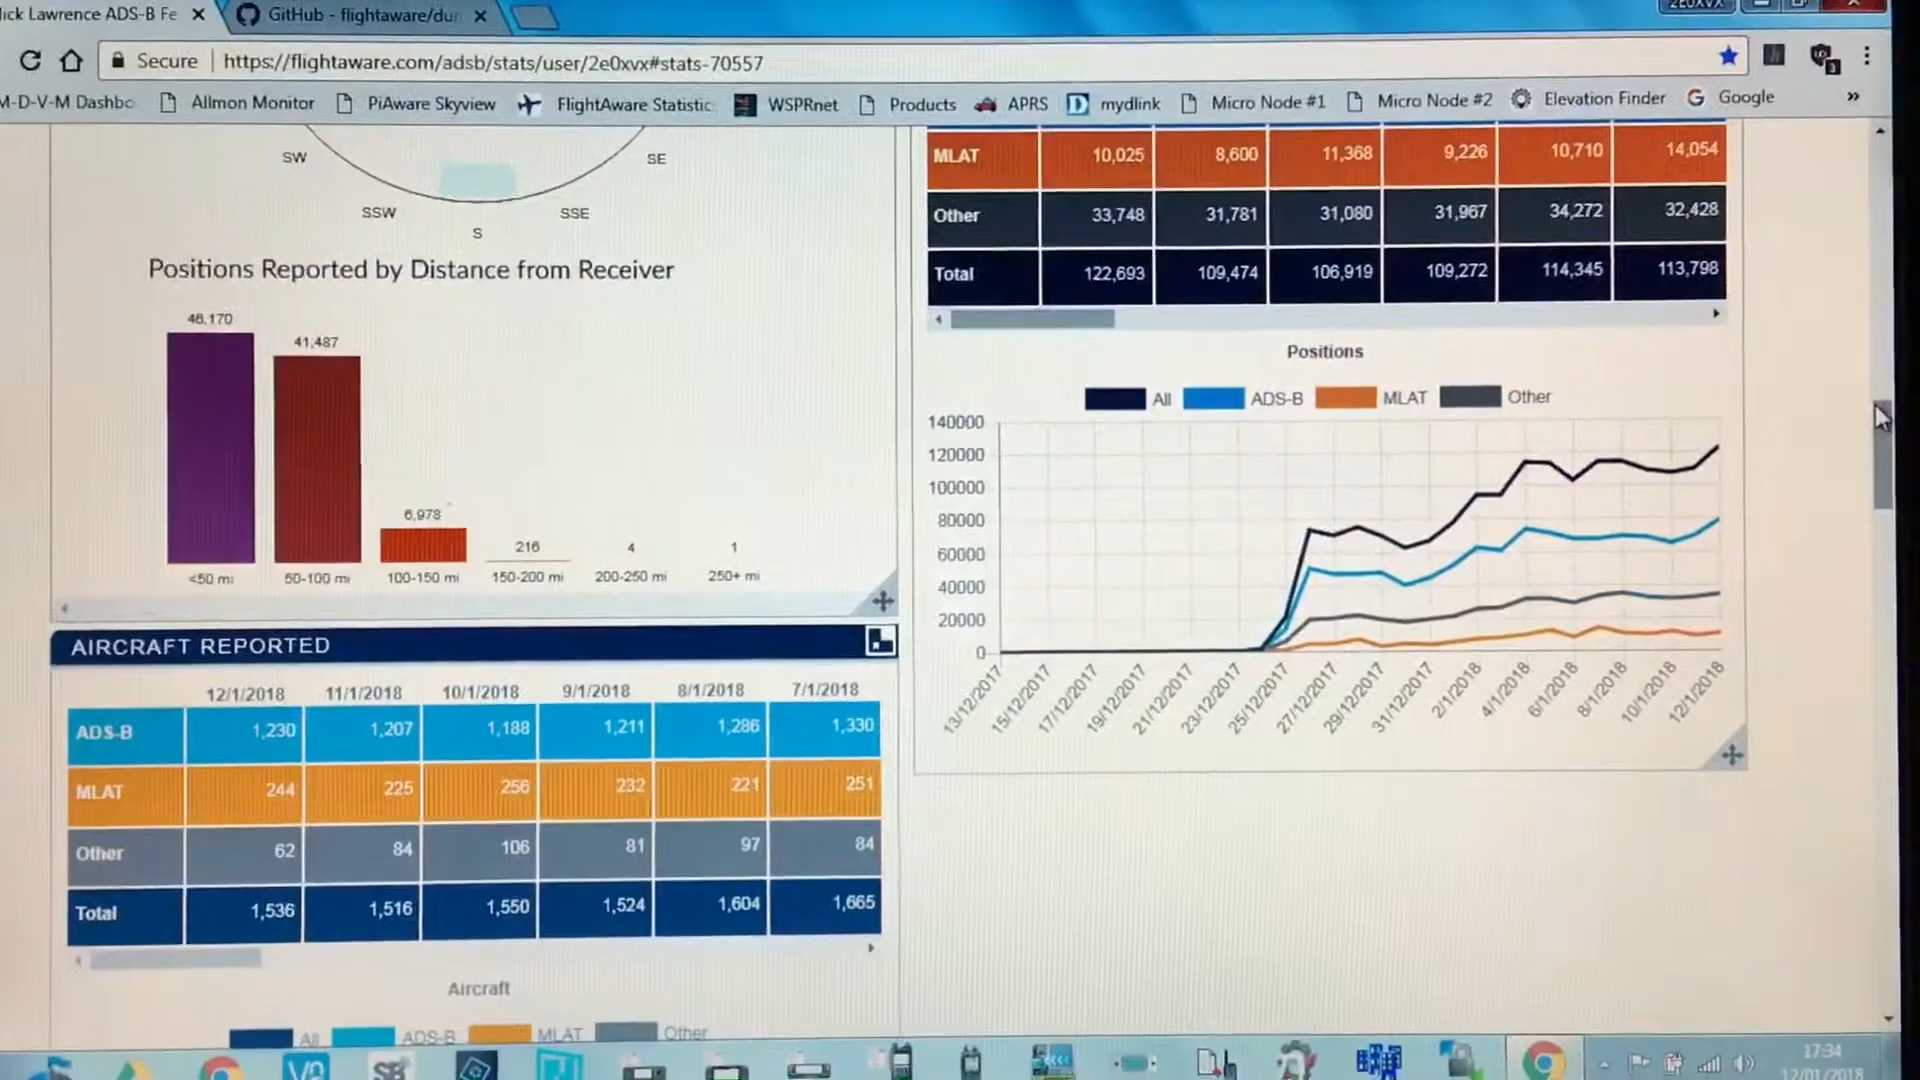 lick Lawrence ADS-B Fe
GitHub - flightaware/dum
2E0XVX
Secure | https://flightaware.com/adsb/stats/user/2e0xvx#stats-70557
M-D-V-M Dashbo Allmon Monitor PiAware Skyview FlightAware Statistic WSPRnet Products APRS mydlink Micro Node #1 Micro Node #2 Elevation Finder Google »
SW SE
SSW SSE
S
Positions Reported by Distance from Receiver
46,170
41,487
6,978
216 4 1
<50 mi 50-100 mi 100-150 mi 150-200 mi 200-250 mi 250+ mi
AIRCRAFT REPORTED
12/1/2018 11/1/2018 10/1/2018 9/1/2018 8/1/2018 7/1/2018
ADS-B 1,230 1,207 1,188 1,211 1,286 1,330
MLAT 244 225 256 232 221 251
Other 62 84 106 81 97 84
Total 1,536 1,516 1,550 1,524 1,604 1,665
Aircraft
All ADS-B MLAT Other
MLAT 10,025 8,600 11,368 9,226 10,710 14,054
Other 33,748 31,781 31,080 31,967 34,272 32,428
Total 122,693 109,474 106,919 109,272 114,345 113,798
Positions
All ADS-B MLAT Other
140000
120000
100000
80000
60000
40000
20000
0
13/12/2017 15/12/2017 17/12/2017 19/12/2017 21/12/2017 23/12/2017 25/12/2017 27/12/2017 29/12/2017 31/12/2017 2/1/2018 4/1/2018 6/1/2018 8/1/2018 10/1/2018 12/1/2018
17:34
12/01/2018